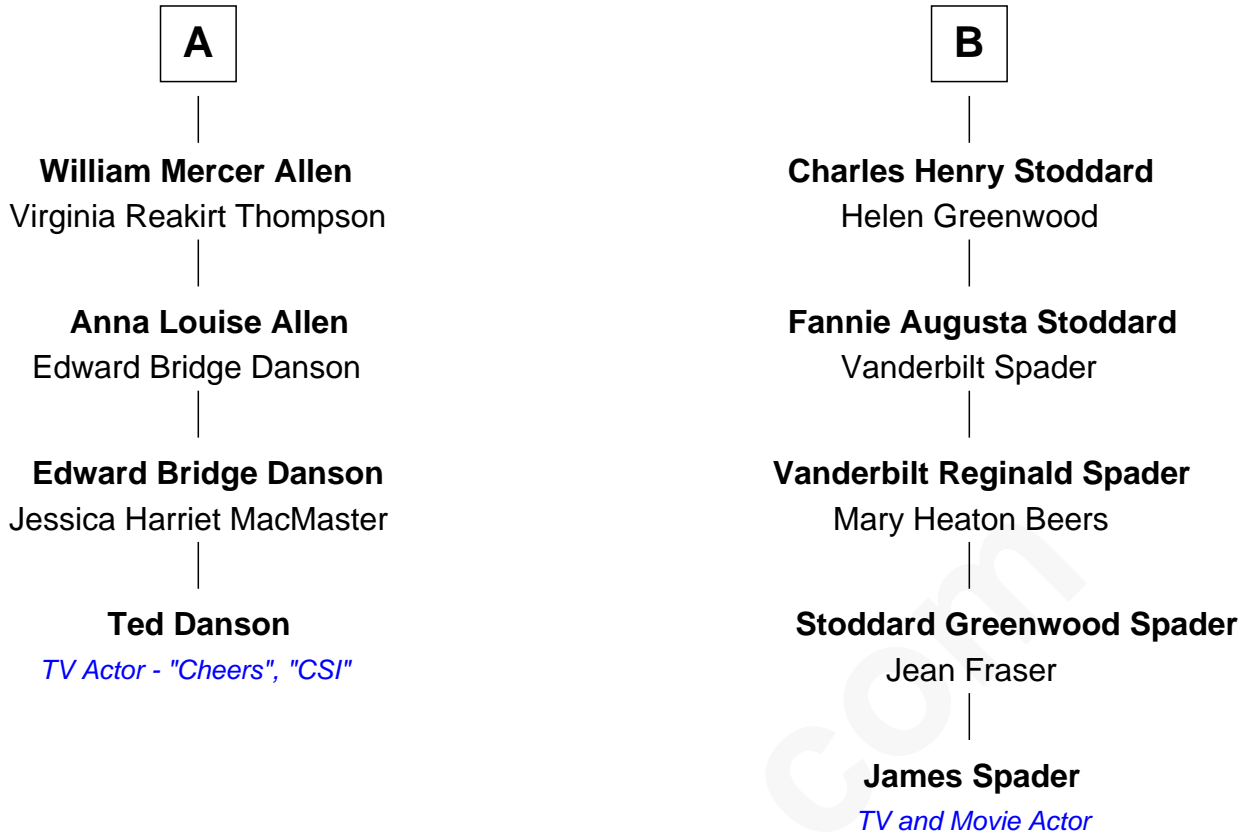 A
William Mercer Allen
Virginia Reakirt Thompson
Anna Louise Allen
Edward Bridge Danson
Edward Bridge Danson
Jessica Harriet MacMaster
Ted Danson
TV Actor - "Cheers", "CSI"
B
Charles Henry Stoddard
Helen Greenwood
Fannie Augusta Stoddard
Vanderbilt Spader
Vanderbilt Reginald Spader
Mary Heaton Beers
Stoddard Greenwood Spader
Jean Fraser
James Spader
TV and Movie Actor
com